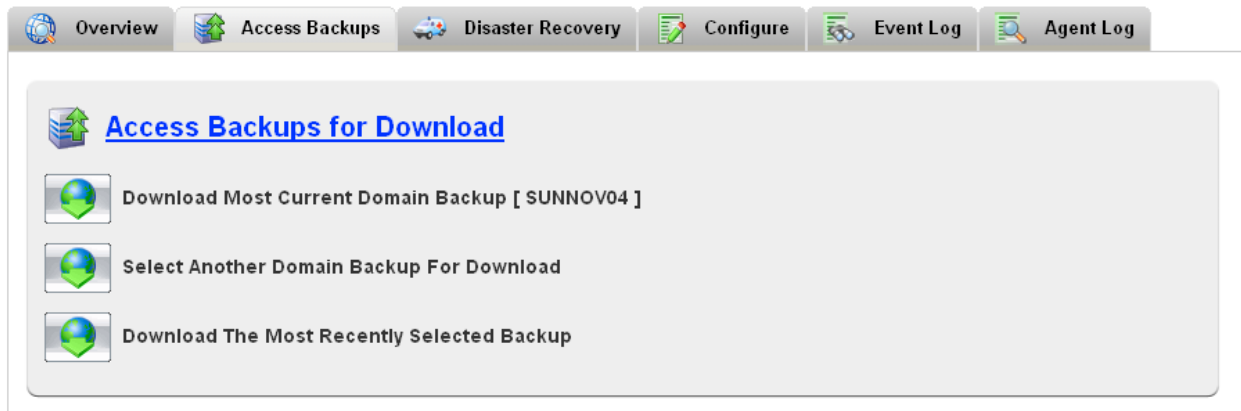 Overview Access Backups Disaster Recovery Configure Event Log Agent Log
Access Backups for Download
Download Most Current Domain Backup [ SUNNOV04 ]
Select Another Domain Backup For Download
Download The Most Recently Selected Backup